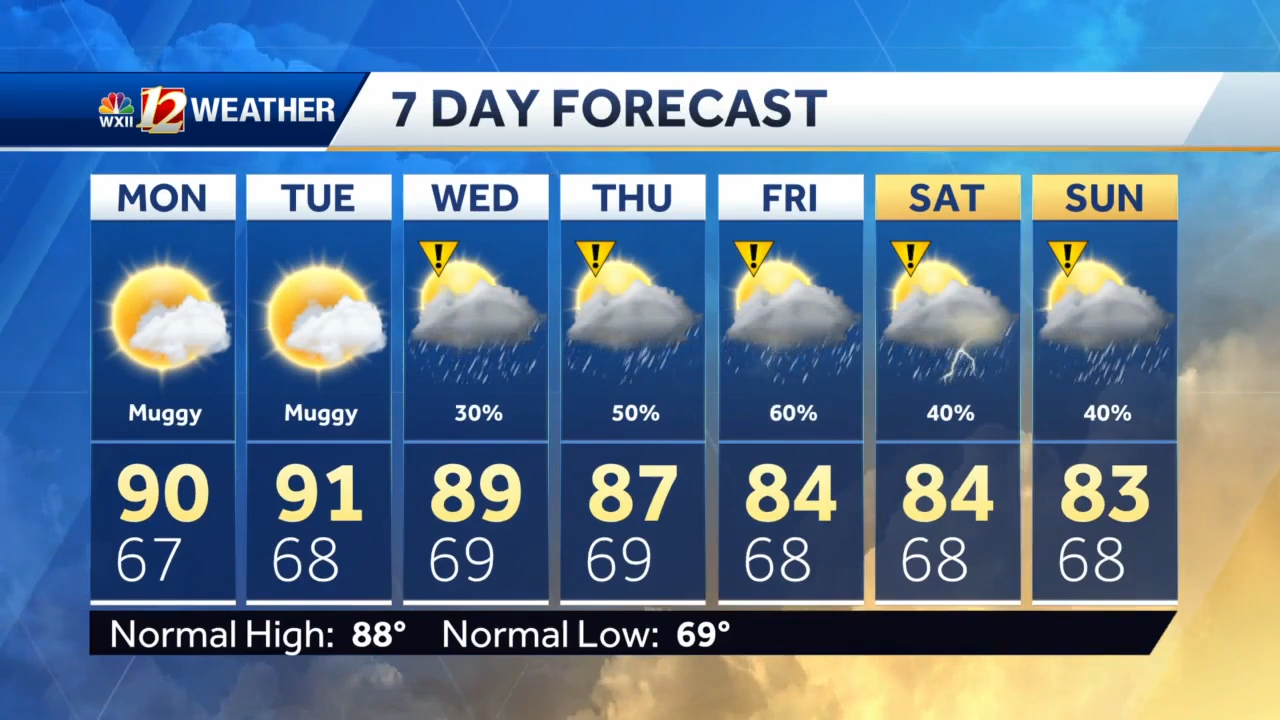 WXII 12 WEATHER
7 DAY FORECAST
MON TUE WED THU FRI SAT SUN
! ! ! ! !
Muggy Muggy 30% 50% 60% 40% 40%
90 91 89 87 84 84 83
67 68 69 69 68 68 68
Normal High: 88° Normal Low: 69°